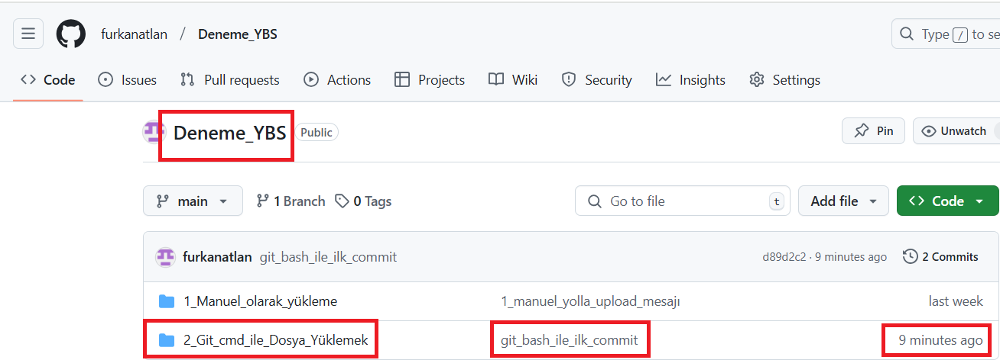 furkanatlan / Deneme_YBS
Type / to se
Code Issues Pull requests Actions Projects Wiki Security Insights Settings
Deneme_YBS Public Pin Unwatch
main 1 Branch 0 Tags Go to file t Add file Code
furkanatlan git_bash_ile_ilk_commit d89d2c2 · 9 minutes ago 2 Commits
1_Manuel_olarak_yükleme 1_manuel_yolla_upload_mesajı last week
2_Git_cmd_ile_Dosya_Yüklemek git_bash_ile_ilk_commit 9 minutes ago